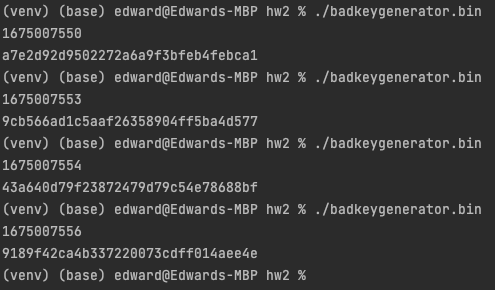 (venv) (base) edward@Edwards-MBP hw2 % ./badkeygenerator.bin
1675007550
a7e2d92d9502272a6a9f3bfeb4febca1
(venv) (base) edward@Edwards-MBP hw2 % ./badkeygenerator.bin
1675007553
9cb566ad1c5aaf26358904ff5ba4d577
(venv) (base) edward@Edwards-MBP hw2 % ./badkeygenerator.bin
1675007554
43a640d79f23872479d79c54e78688bf
(venv) (base) edward@Edwards-MBP hw2 % ./badkeygenerator.bin
1675007556
9189f42ca4b337220073cdff014aee4e
(venv) (base) edward@Edwards-MBP hw2 %